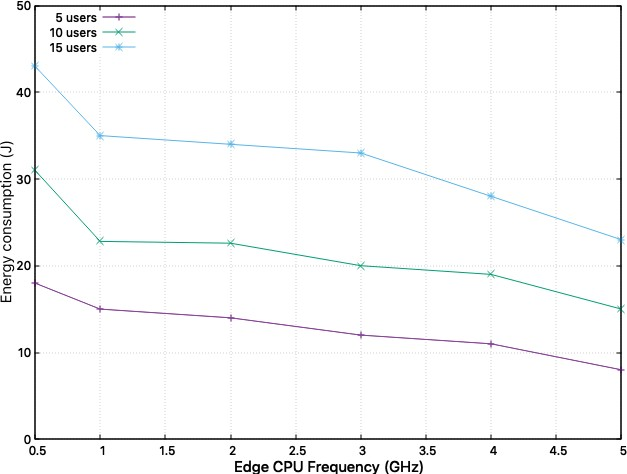 50
5 users
10 users
15 users
40
30
20
10
0
Energy consumption (J)
0.5 1 1.5 2 2.5 3 3.5 4 4.5 5
Edge CPU Frequency (GHz)